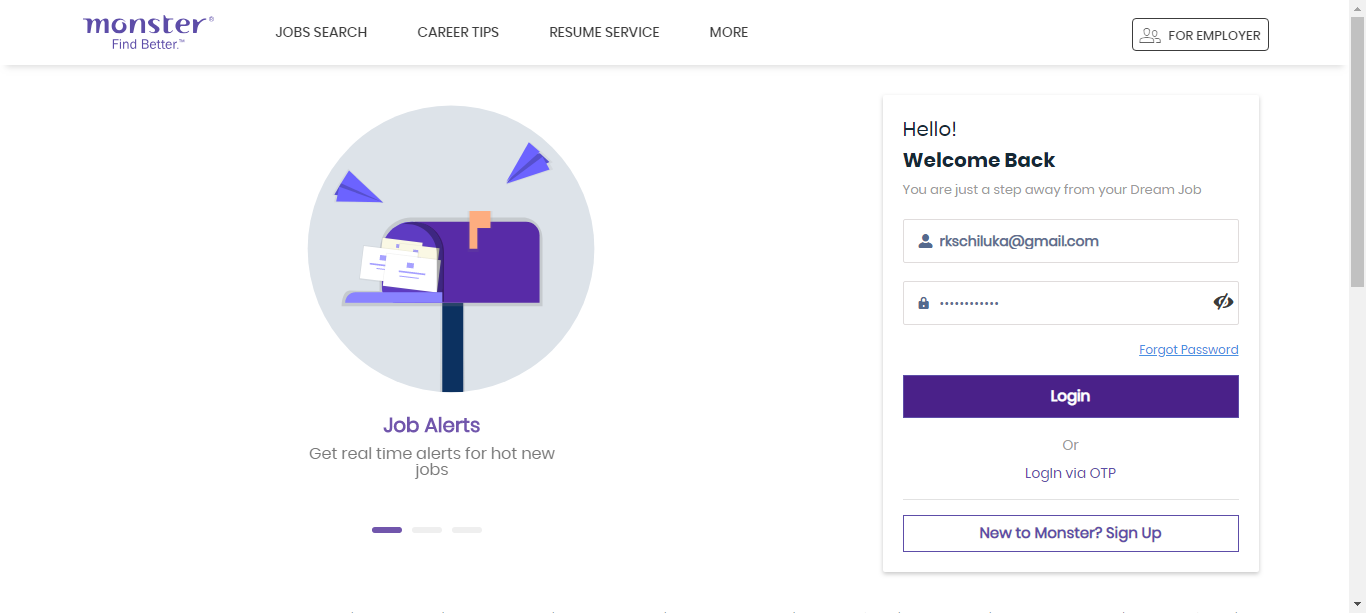 monster®
Find Better.™
JOBS SEARCH
CAREER TIPS
RESUME SERVICE
MORE
FOR EMPLOYER
Job Alerts
Get real time alerts for hot new
jobs
Hello!
Welcome Back
You are just a step away from your Dream Job
rkschiluka@gmail.com
••••••••••••
Forgot Password
Login
Or
LogIn via OTP
New to Monster? Sign Up